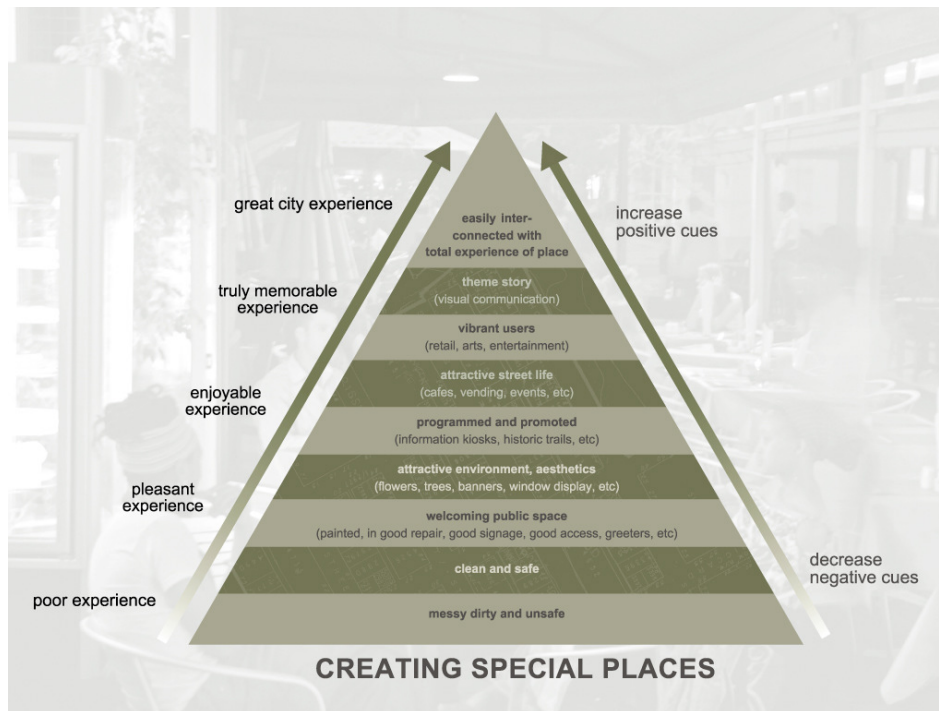 great city experience
truly memorable
experience
enjoyable
experience
pleasant
experience
poor experience
easily inter-
connected with
total experience of place
theme story
(visual communication)
vibrant users
(retail, arts, entertainment)
attractive street life
(cafes, vending, events, etc)
programmed and promoted
(information kiosks, historic trails, etc)
attractive environment, aesthetics
(flowers, trees, banners, window display, etc)
welcoming public space
(painted, in good repair, good signage, good access, greeters, etc)
clean and safe
messy dirty and unsafe
increase
positive cues
decrease
negative cues
CREATING SPECIAL PLACES